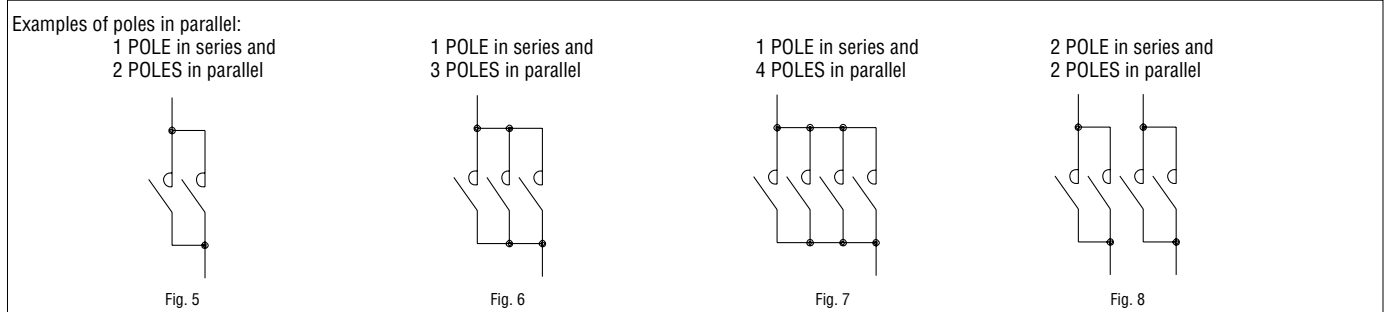 Examples of poles in parallel:
1 POLE in series and
2 POLES in parallel
1 POLE in series and
3 POLES in parallel
1 POLE in series and
4 POLES in parallel
2 POLE in series and
2 POLES in parallel
Fig. 5
Fig. 6
Fig. 7
Fig. 8